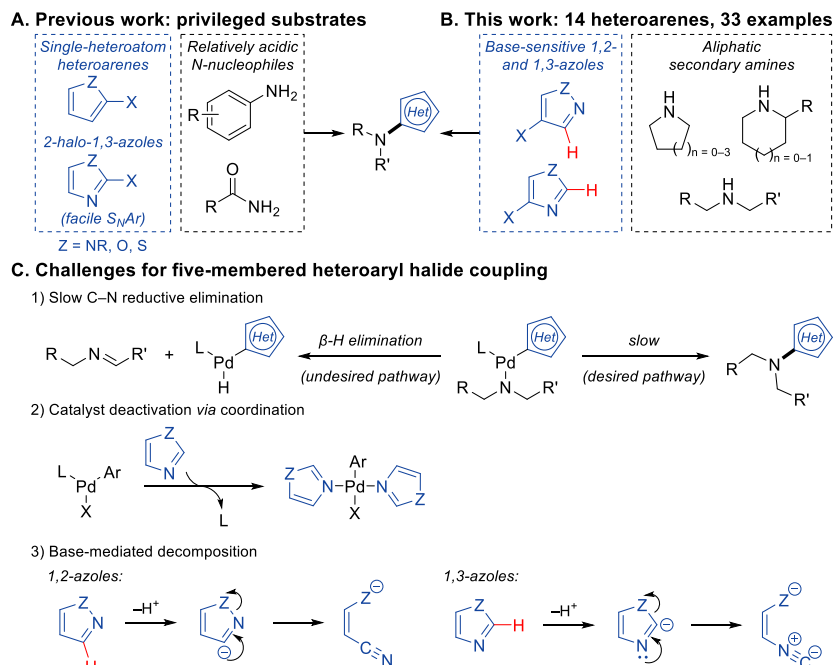 A. Previous work: privileged substrates
B. This work: 14 heteroarenes, 33 examples
Single-heteroatom
heteroarenes
Z
X
2-halo-1,3-azoles
Z
X
N
(facile SNAr)
Z = NR, O, S
Relatively acidic
N-nucleophiles
NH2
R
O
R
NH2
Het
R
N
R'
Base-sensitive 1,2-
and 1,3-azoles
Z
N
X
H
Z
H
N
X
Aliphatic
secondary amines
H
N
( )n = 0–3
H
N
R
( )n = 0–1
H
R N R'
C. Challenges for five-membered heteroaryl halide coupling
1) Slow C–N reductive elimination
R N R'
+
L
Het
Pd
H
β-H elimination
(undesired pathway)
L
Het
Pd
R N R'
slow
(desired pathway)
Het
R N
R'
2) Catalyst deactivation via coordination
L Ar
Pd
X
Z
N
L
Ar
Z
N Pd N
Z
X
3) Base-mediated decomposition
1,2-azoles:
Z
N
H
–H+
Z
N
⊖
Z⊖
C≡N
1,3-azoles:
Z
H
N
–H+
Z
⊖
N
Z⊖
N⊕≡C⊖